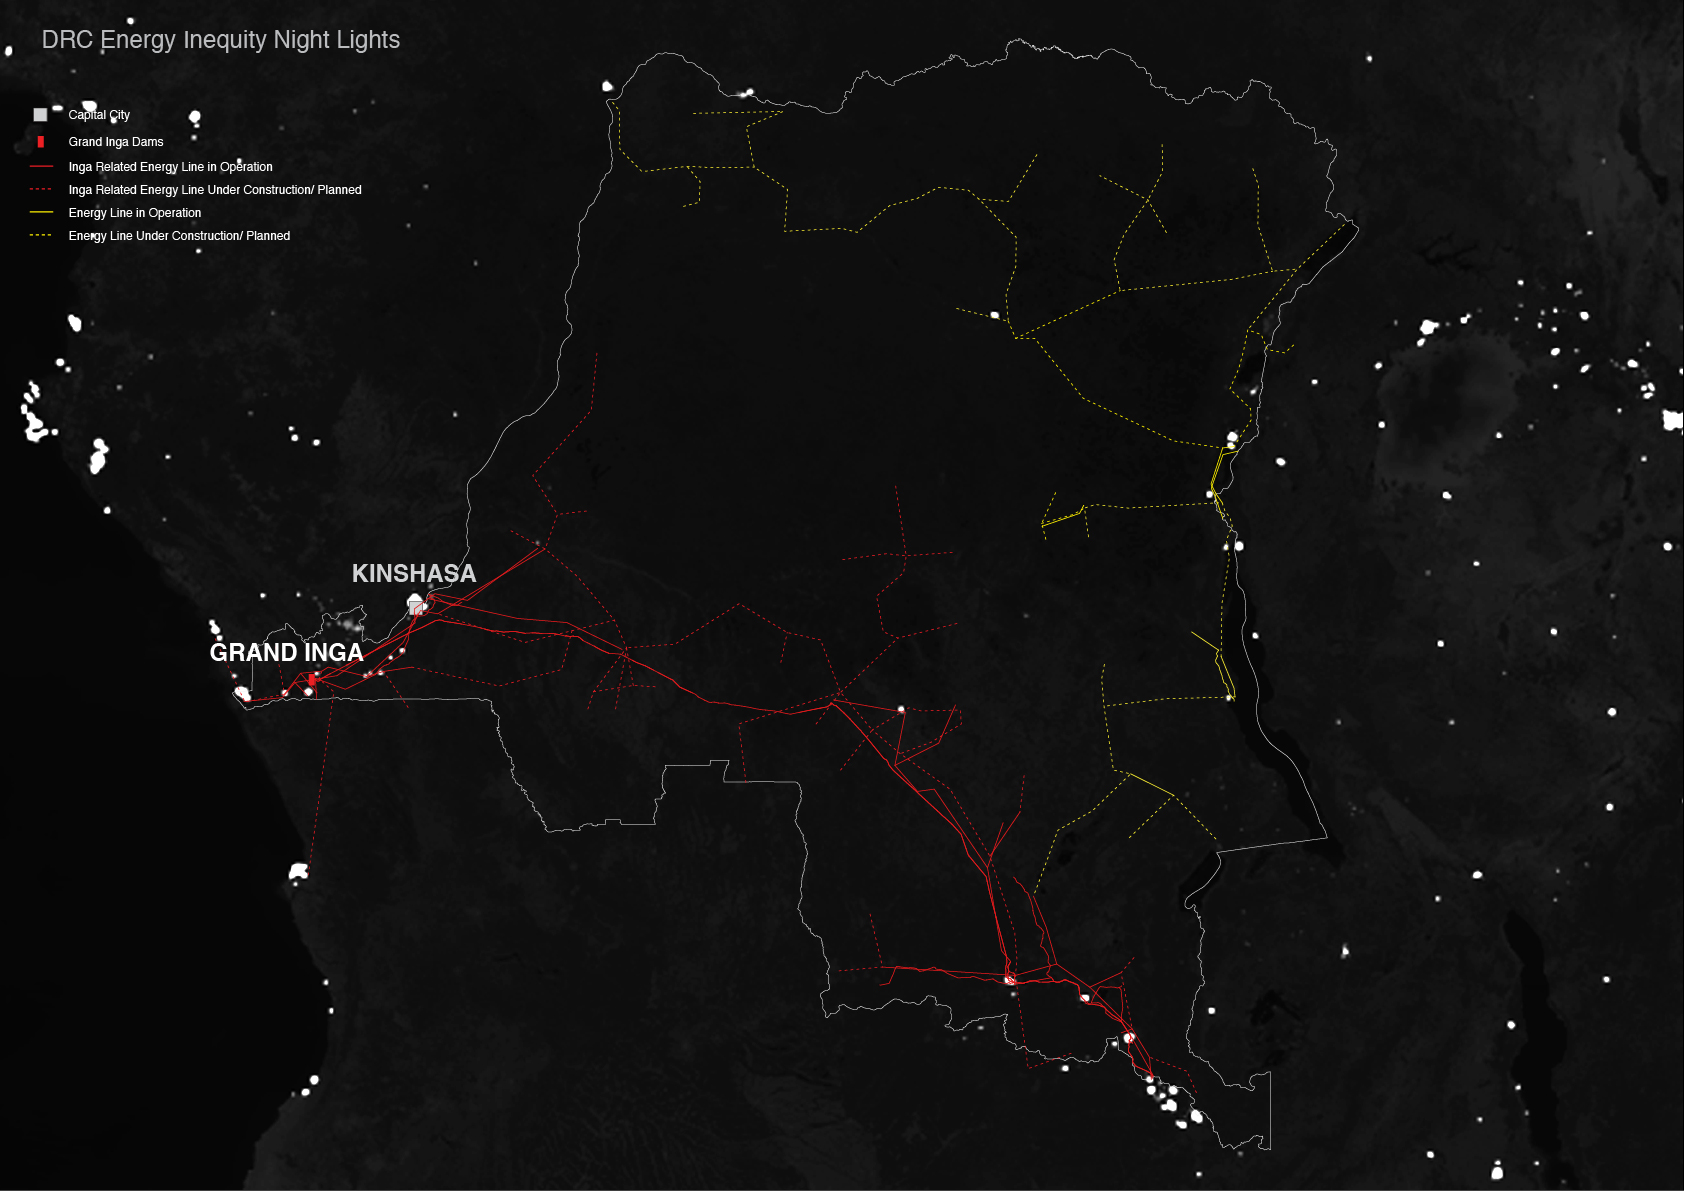 DRC Energy Inequity Night Lights
Capital City
Grand Inga Dams
Inga Related Energy Line in Operation
Inga Related Energy Line Under Construction/ Planned
Energy Line in Operation
Energy Line Under Construction/ Planned
KINSHASA
GRAND INGA